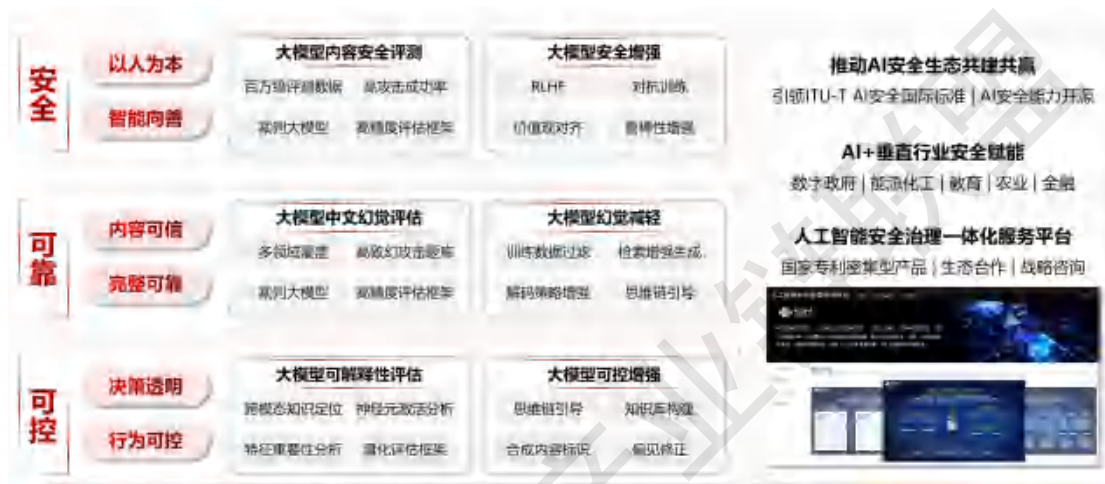 安全
以人为本
智能向善
大模型内容安全评测
百万级评测数据 高攻击成功率
裁判大模型 高精度评估框架
大模型安全增强
RLHF 对抗训练
价值观对齐 鲁棒性增强
可靠
内容可信
完整可靠
大模型中文幻觉评估
多领域覆盖 高致幻攻击题库
裁判大模型 高精度评估框架
大模型幻觉减轻
训练数据过滤 检索增强生成
解码策略增强 思维链引导
可控
决策透明
行为可控
大模型可解释性评估
跨模态知识定位 神经元激活分析
特征重要性分析 量化评估框架
大模型可控增强
思维链引导 知识库构建
合成内容标识 偏见修正
推动AI安全生态共建共赢
引领ITU-T AI安全国际标准 | AI安全能力开源
AI+垂直行业安全赋能
数字政府 | 能源化工 | 教育 | 农业 | 金融
人工智能安全治理一体化服务平台
国家专利密集型产品 | 生态合作 | 战略咨询
产业链联盟